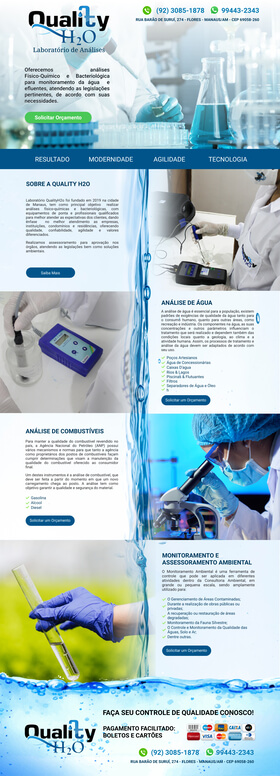 Quality
H2O
Laboratório de Análises
(92) 3085-1878 99443-2343
RUA BARÃO DE SURUÍ, 274 - FLORES - MANAUS/AM - CEP 69058-260
Oferecemos análises
Físico-Químico e Bacteriológica
para monitoramento da água e
efluentes, atendendo as legislações
pertinentes, de acordo com suas
necessidades.
Solicitar Orçamento
RESULTADO MODERNIDADE AGILIDADE TECNOLOGIA
SOBRE A QUALITY H2O
Laboratório QualityH2o foi fundado em 2019 na cidade
de Manaus, tem como principal objetivo realizar
análises físico-químicas e bacteriológicas, com
equipamentos de ponta e profissionais qualificados
para melhor atender as expectativas dos clientes, dando
ênfase no melhor atendimento as empresas,
instituições, condomínios e residências, oferecendo
qualidade, confiabilidade, agilidade e valores
diferenciados.
Realizamos assessoramento para aprovação nos
órgãos, atendendo as legislações bem como soluções
ambientais.
Saiba Mais
ANÁLISE DE ÁGUA
A análise de água é essencial para a população, existem
padrões de exigências de qualidade da água tanto para
o consumo humano, quanto para outras áreas, como
recreação e indústria. Os componentes da água, as suas
concentrações e outros parâmetros influenciam no
tratamento que será realizado e dependem também das
condições locais quanto a geologia, ao clima e a
atividade humana. Assim, os processos de tratamento e
análise da água devem ser adaptados de acordo com
seu uso.
Poços Artesianos
Água de Concessionárias
Caixas D'água
Rios & Lagos
Piscinas & Flutuantes
Filtros
Separadores de Água e Óleo
Solicitar um Orçamento
ANÁLISE DE COMBUSTÍVEIS
Para manter a qualidade do combustível revendido no
país, a Agência Nacional do Petróleo (ANP) possui
vários mecanismos e normas para que tanto a agência
como proprietários dos postos de combustíveis façam
cumprir determinações que visam a manutenção da
qualidade do combustível oferecido ao consumidor
final.
Um destes instrumentos é a análise de combustível, que
deve ser feita a partir do momento em que um novo
carregamento chega ao posto. A análise tem como
objetivo garantir a qualidade e segurança do material.
Gasolina
Álcool
Diesel
Solicitar um Orçamento
MONITORAMENTO E
ASSESSORAMENTO AMBIENTAL
O Monitoramento Ambiental é uma ferramenta de
controle que pode ser aplicada em diferentes
atividades dentro da Consultoria Ambiental, em
grande ou pequena escala, sendo amplamente
utilizado para:
O Gerenciamento de Áreas Contaminadas;
Durante a realização de obras públicas ou
privadas;
A recuperação ou restauração de áreas
degradadas;
Monitoramento da Fauna Silvestre;
O Controle e Monitoramento da Qualidade das
Águas, Solo e Ar;
Dentre outras.
Solicitar um Orçamento
Quality
H2O
FAÇA SEU CONTROLE DE QUALIDADE CONOSCO!
PAGAMENTO FACILITADO:
BOLETOS E CARTÕES
(92) 3085-1878 99443-2343
RUA BARÃO DE SURUÍ, 274 - FLORES - MANAUS/AM - CEP 69058-260